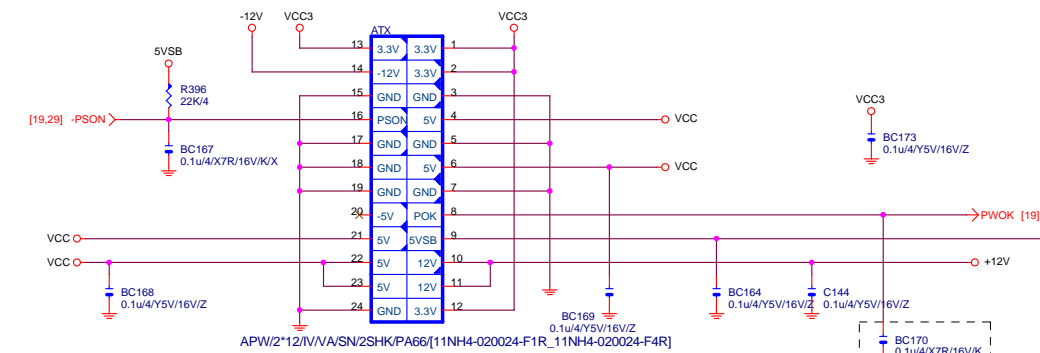 -12V VCC3 VCC3
ATX
5VSB
13 3.3V 3.3V 1
14 -12V 3.3V 2
R396
22K/4
15 GND GND 3
VCC3
[19,29] -PSON 16 PSON 5V 4 VCC
BC173
0.1u/4/Y5V/16V/Z
17 GND GND 5
BC167
0.1u/4/X7R/16V/K/X
18 GND 5V 6 VCC
19 GND GND 7
20 -5V POK 8 PWOK [19]
VCC 21 5V 5VSB 9
VCC 22 5V 12V 10 +12V
23 5V 12V 11
BC168
0.1u/4/Y5V/16V/Z
BC164
0.1u/4/Y5V/16V/Z
C144
0.1u/4/Y5V/16V/Z
24 GND 3.3V 12
BC169
0.1u/4/Y5V/16V/Z
APW/2*12/IV/VA/SN/2SHK/PA66/[11NH4-020024-F1R_11NH4-020024-F4R]
BC170
0.1u/4/X7R/16V/K